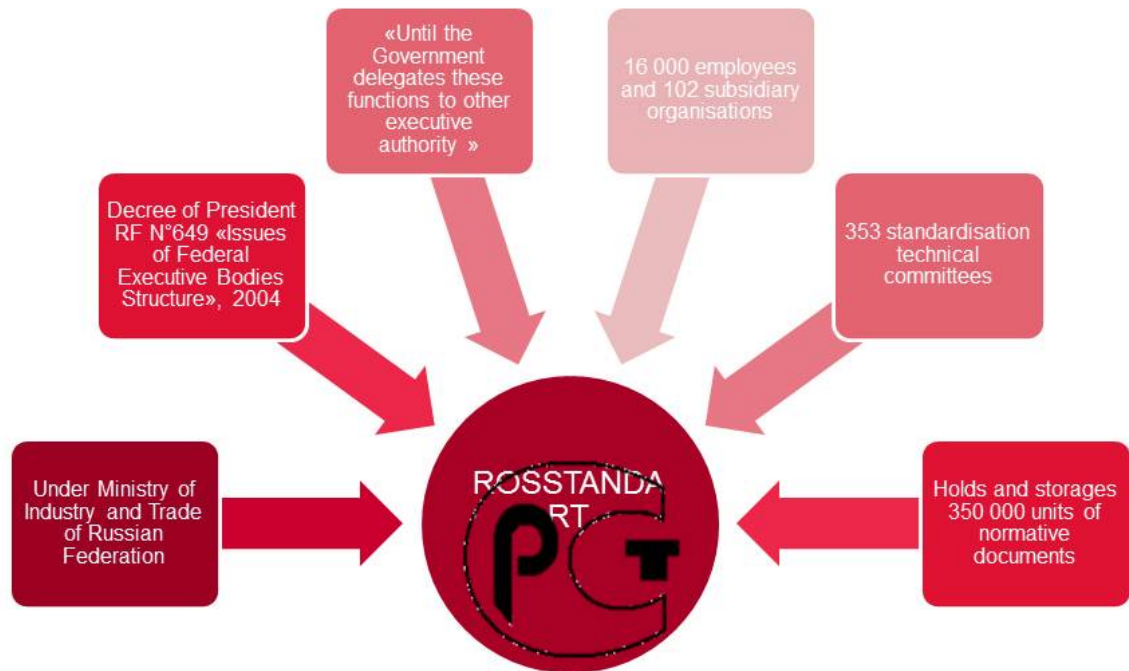 «Until the
Government
delegates these
functions to other
executive
authority »
16 000 employees
and 102 subsidiary
organisations
Decree of President
RF N°649 «Issues
of Federal
Executive Bodies
Structure», 2004
353 standardisation
technical
committees
Under Ministry of
Industry and Trade
of Russian
Federation
ROSSTANDA
RT
Holds and storages
350 000 units of
normative
documents